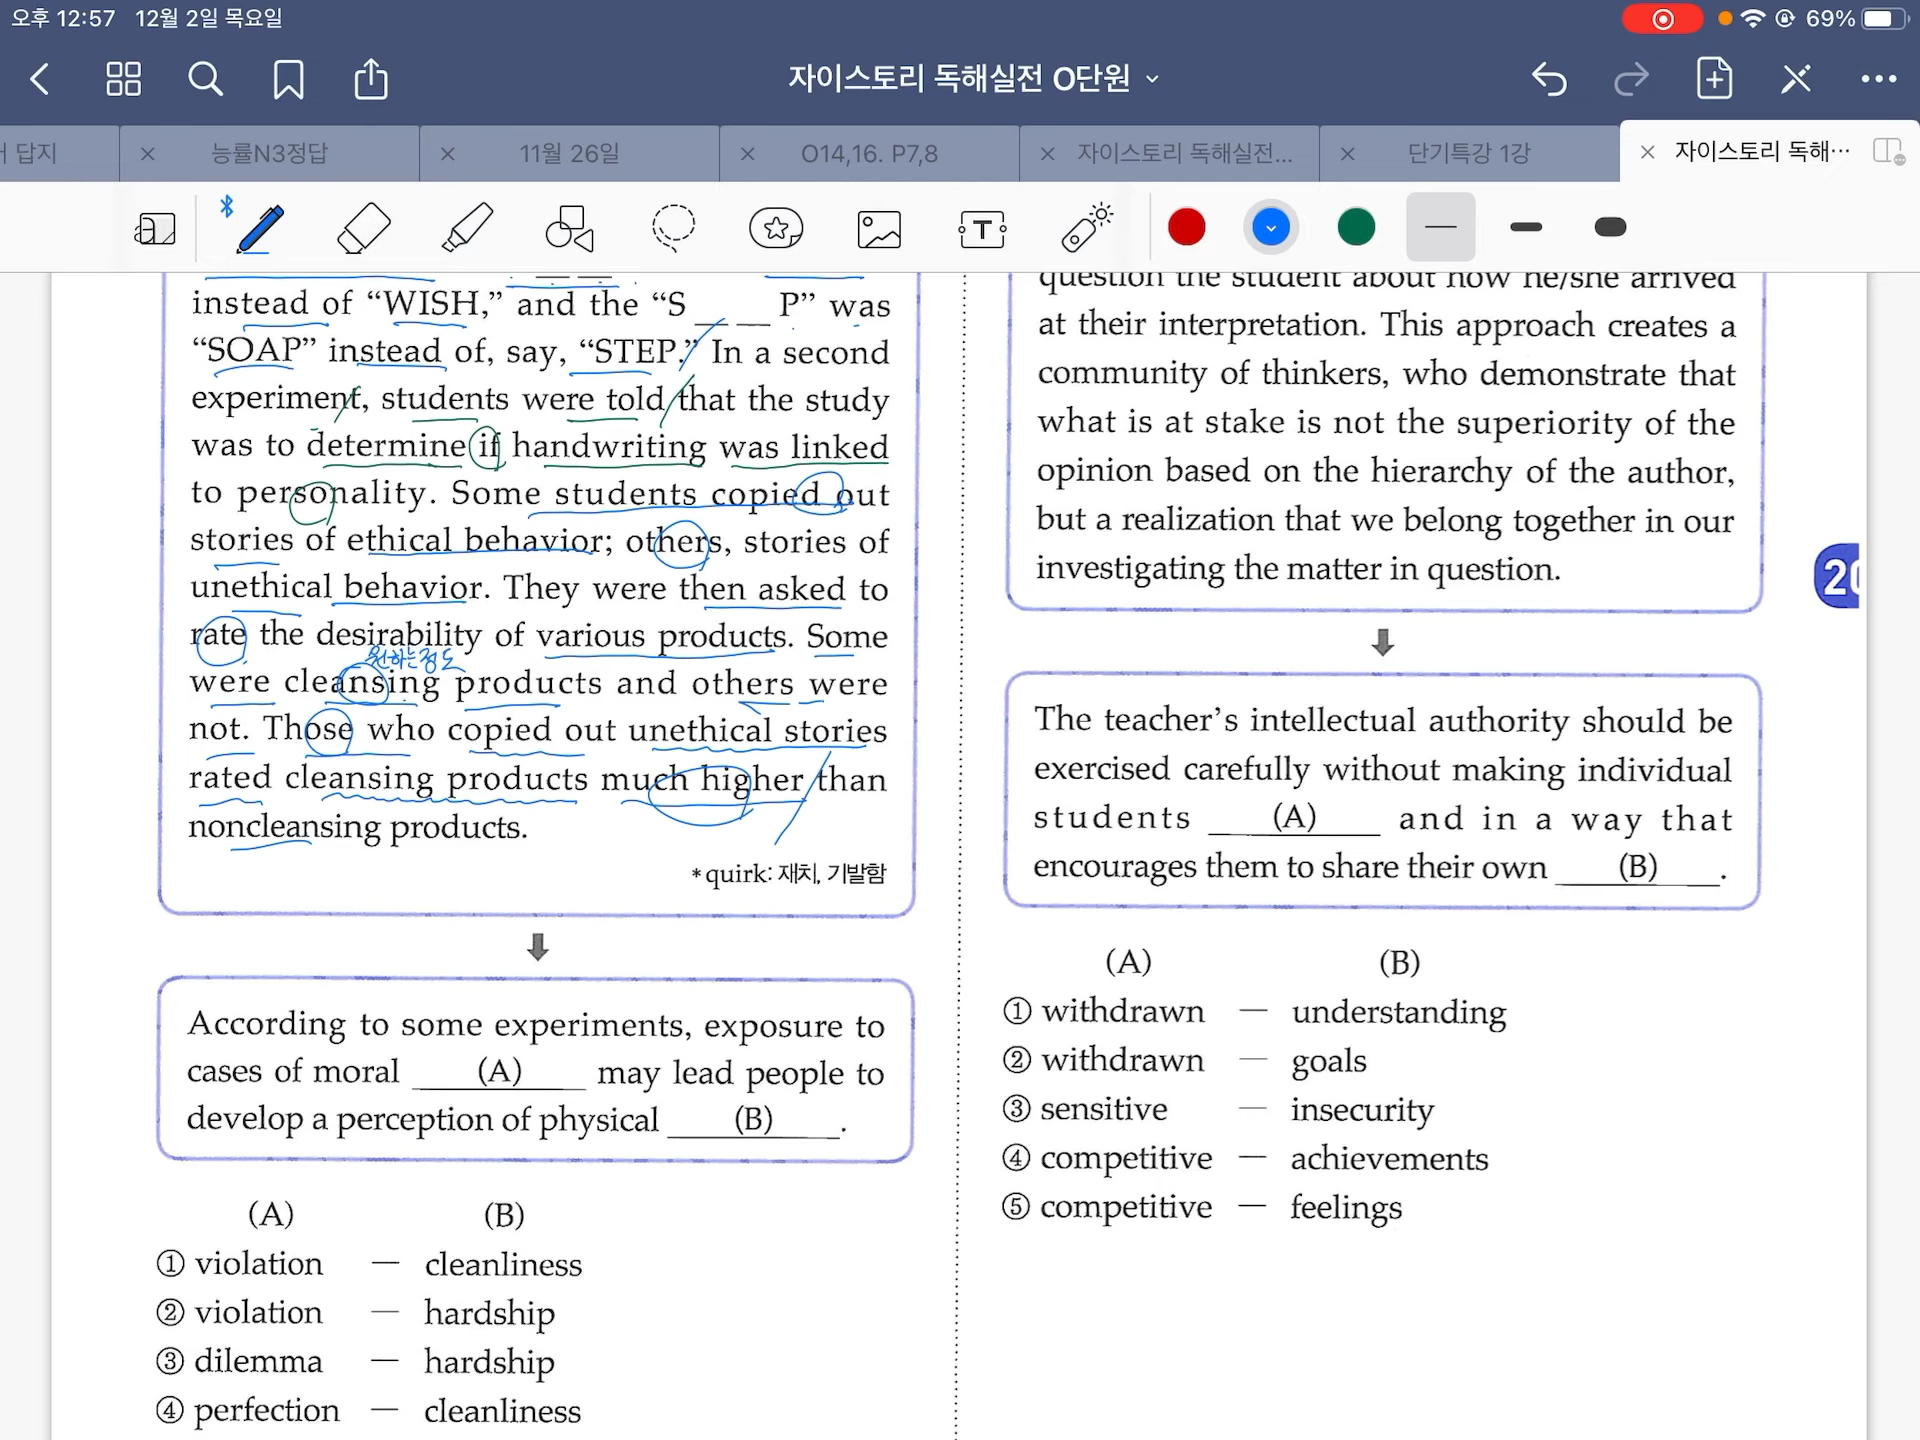 오후 12:57 12월 2일 목요일
69%
자이스토리 독해실전 O단원
답지
능률N3정답
11월 26일
O14,16. P7,8
자이스토리 독해실전...
단기특강 1강
자이스토리 독해...
instead of “WISH,” and the “S __ __ P” was
“SOAP” instead of, say, “STEP.” In a second
experiment, students were told that the study
was to determine if handwriting was linked
to personality. Some students copied out
stories of ethical behavior; others, stories of
unethical behavior. They were then asked to
rate the desirability of various products. Some
원하는 정도
were cleansing products and others were
not. Those who copied out unethical stories
rated cleansing products much higher than
noncleansing products.
*quirk: 재치, 기발함
According to some experiments, exposure to
cases of moral ____(A)____ may lead people to
develop a perception of physical ____(B)____.
(A) (B)
① violation — cleanliness
② violation — hardship
③ dilemma — hardship
④ perfection — cleanliness
question the student about how he/she arrived
at their interpretation. This approach creates a
community of thinkers, who demonstrate that
what is at stake is not the superiority of the
opinion based on the hierarchy of the author,
but a realization that we belong together in our
investigating the matter in question.
The teacher’s intellectual authority should be
exercised carefully without making individual
students ____(A)____ and in a way that
encourages them to share their own ____(B)____.
(A) (B)
① withdrawn — understanding
② withdrawn — goals
③ sensitive — insecurity
④ competitive — achievements
⑤ competitive — feelings